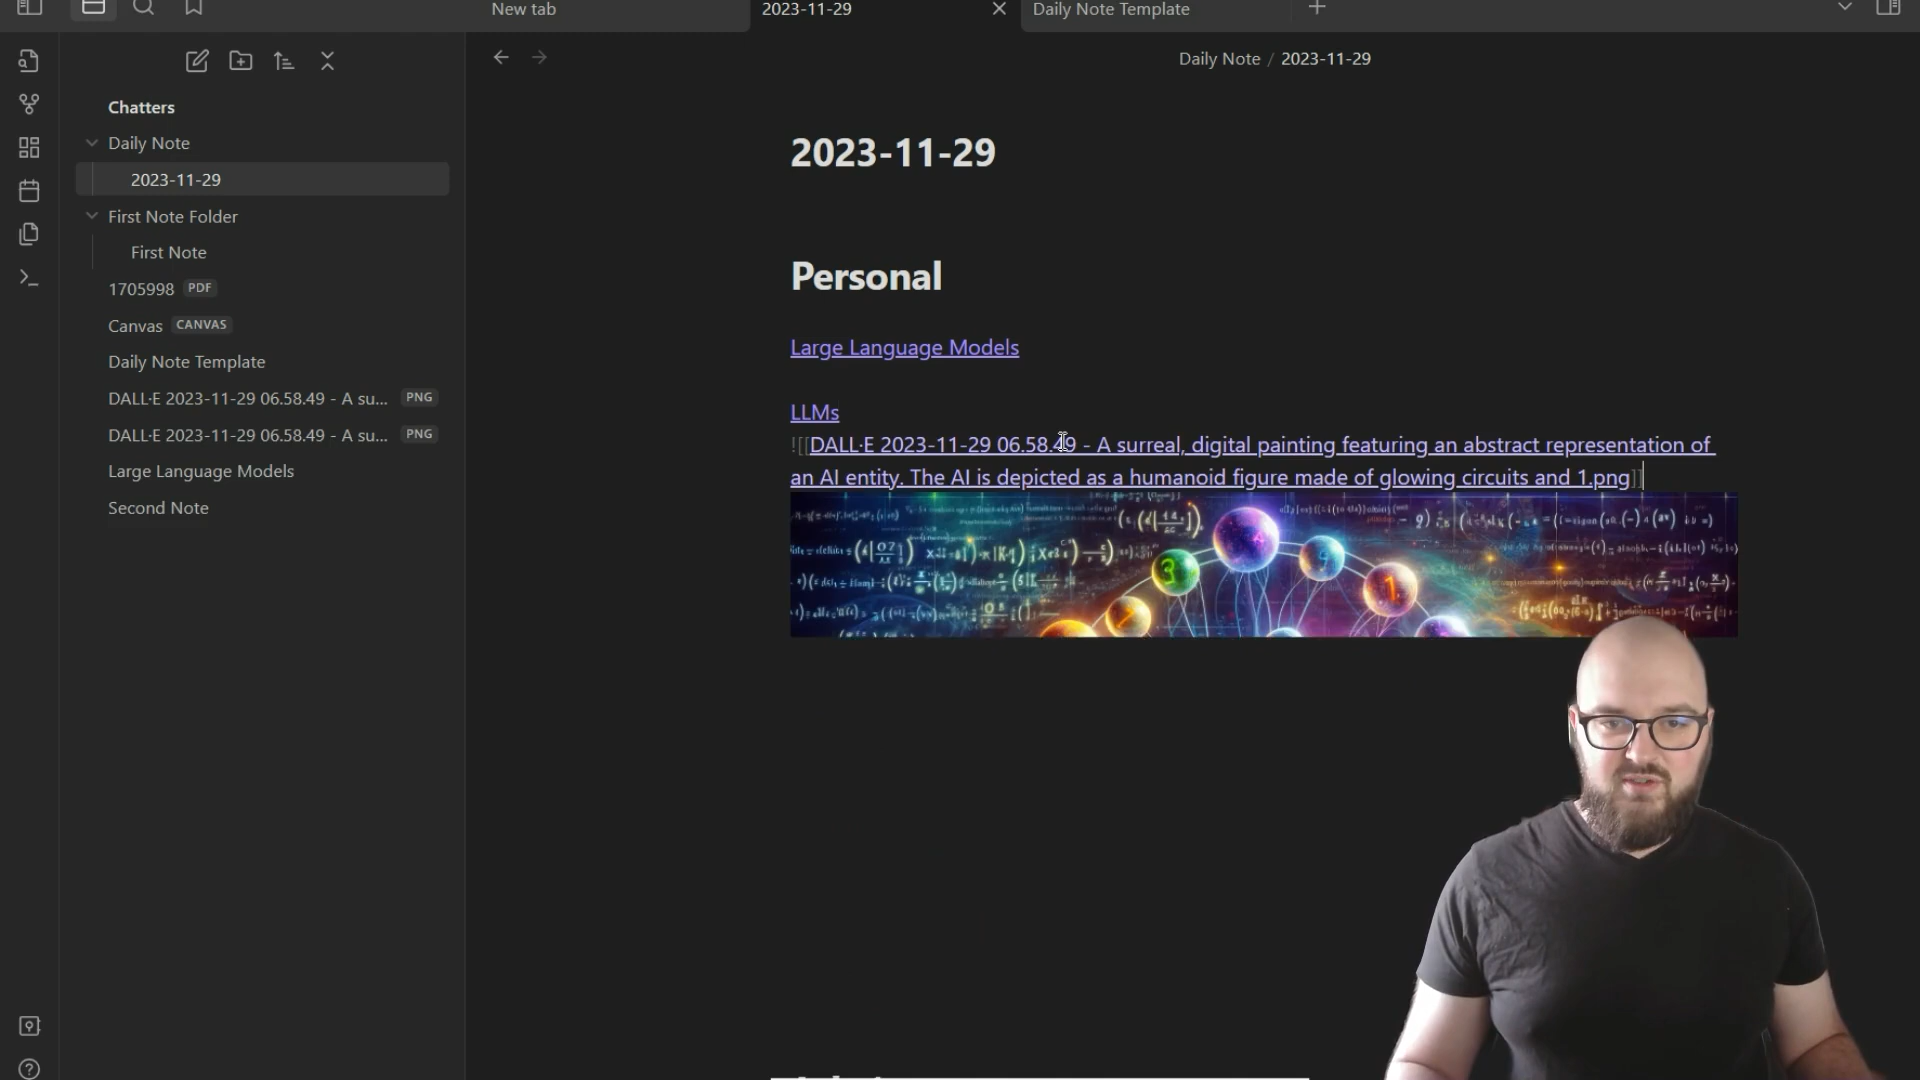 New tab
2023-11-29
Daily Note Template
Daily Note / 2023-11-29
Chatters
Daily Note
2023-11-29
First Note Folder
First Note
1705998 PDF
Canvas CANVAS
Daily Note Template
DALL·E 2023-11-29 06.58.49 - A su... PNG
DALL·E 2023-11-29 06.58.49 - A su... PNG
Large Language Models
Second Note
2023-11-29
Personal
Large Language Models
LLMs
![[DALL·E 2023-11-29 06.58.49 - A surreal, digital painting featuring an abstract representation of
an AI entity. The AI is depicted as a humanoid figure made of glowing circuits and 1.png]]
3
1